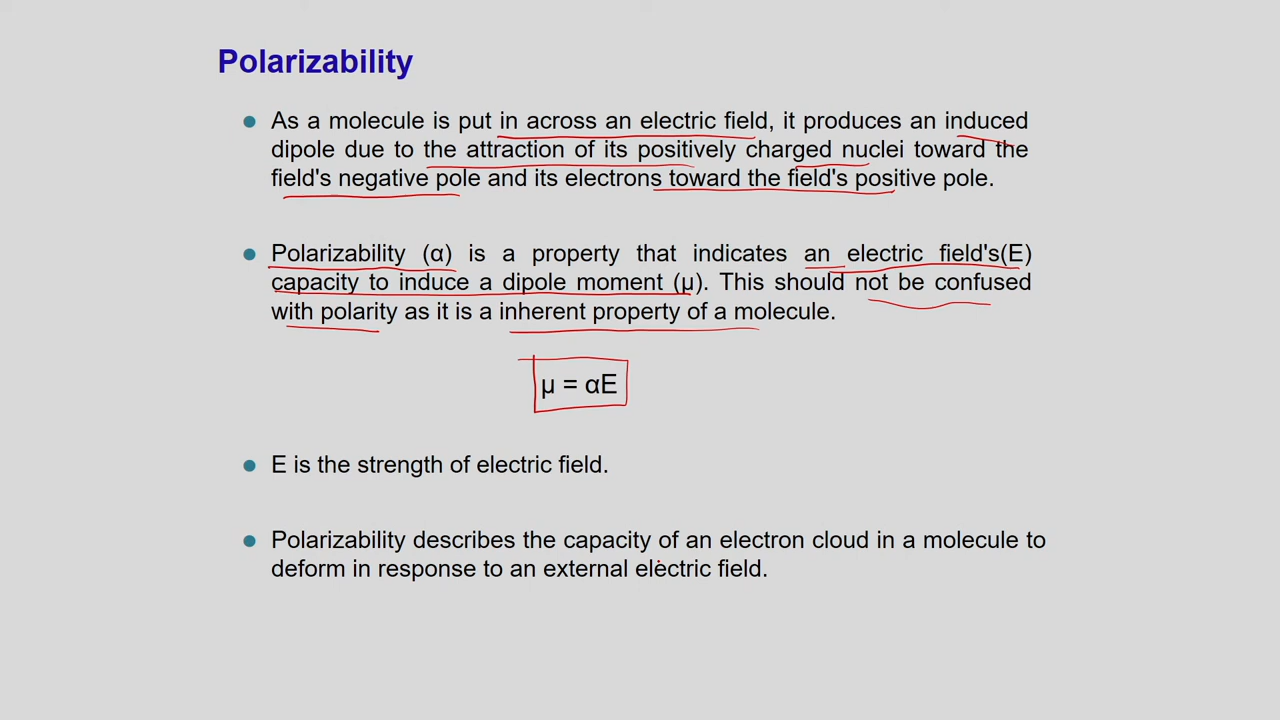 Polarizability
As a molecule is put in across an electric field, it produces an induced
dipole due to the attraction of its positively charged nuclei toward the
field's negative pole and its electrons toward the field's positive pole.
Polarizability (α) is a property that indicates an electric field's(E)
capacity to induce a dipole moment (μ). This should not be confused
with polarity as it is a inherent property of a molecule.
μ = αE
E is the strength of electric field.
Polarizability describes the capacity of an electron cloud in a molecule to
deform in response to an external electric field.